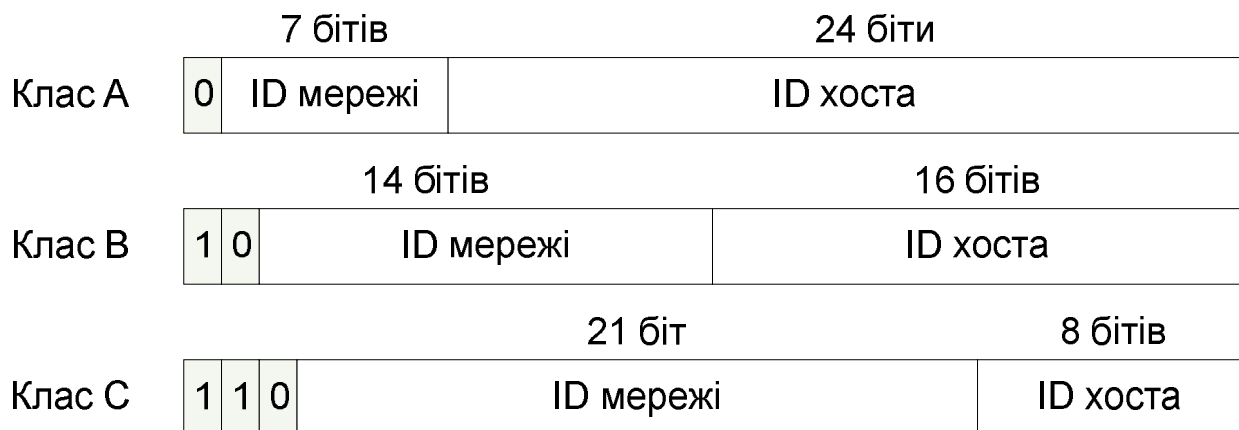 7 бітів 24 біти
Клас A 0 ID мережі ID хоста
14 бітів 16 бітів
Клас B 1 0 ID мережі ID хоста
21 біт 8 бітів
Клас C 1 1 0 ID мережі ID хоста